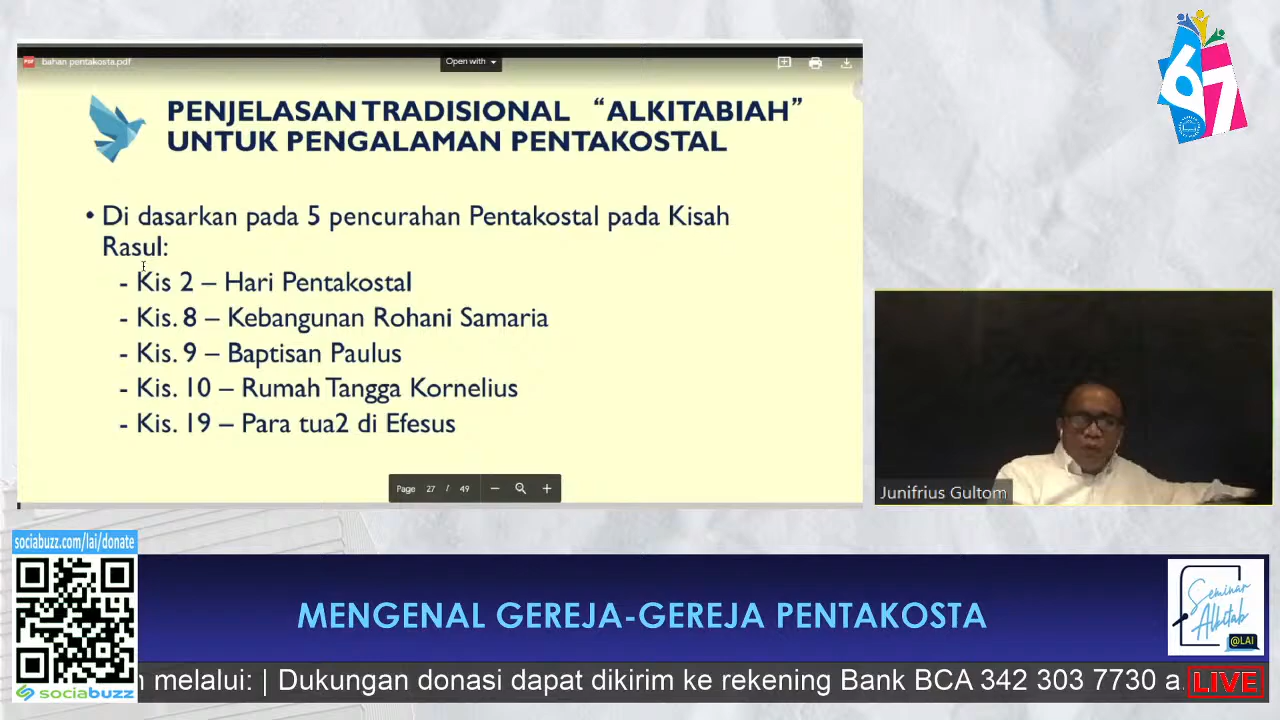 bahan pentakosta.pdf
Open with
PENJELASAN TRADISIONAL “ALKITABIAH”
UNTUK PENGALAMAN PENTAKOSTAL
• Di dasarkan pada 5 pencurahan Pentakostal pada Kisah
Rasul:
- Kis 2 – Hari Pentakostal
- Kis. 8 – Kebangunan Rohani Samaria
- Kis. 9 – Baptisan Paulus
- Kis. 10 – Rumah Tangga Kornelius
- Kis. 19 – Para tua2 di Efesus
Page 27 / 49
67
Junifrius Gultom
sociabuzz.com/lai/donate
sociabuzz
MENGENAL GEREJA-GEREJA PENTAKOSTA
Seminar
Alkitab
@LAI
melalui: | Dukungan donasi dapat dikirim ke rekening Bank BCA 342 303 7730 a.
LIVE